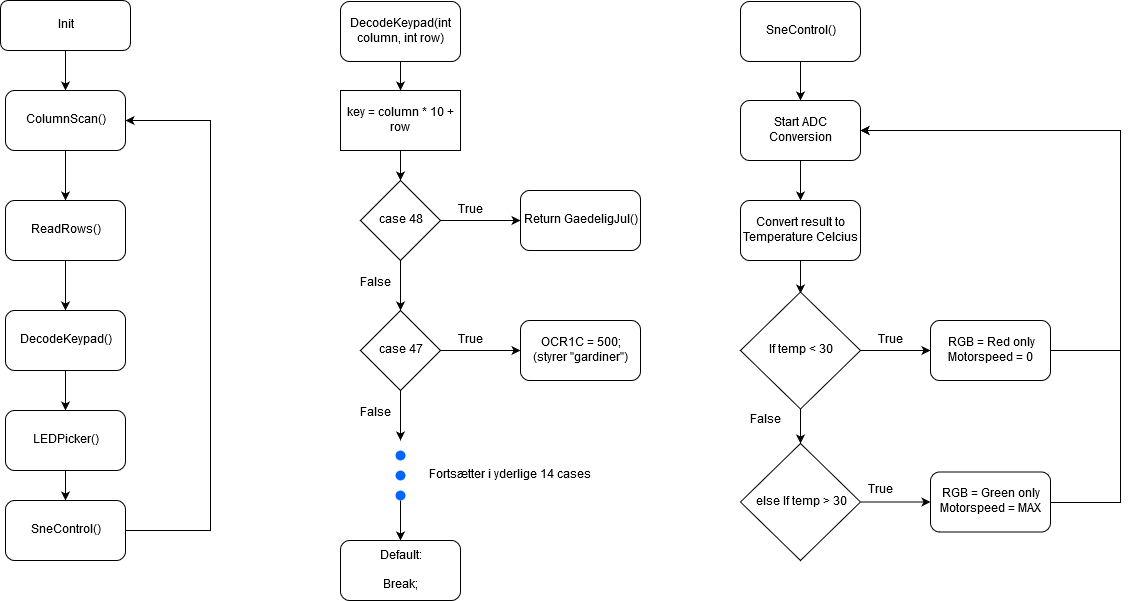 Init
ColumnScan()
ReadRows()
DecodeKeypad()
LEDPicker()
SneControl()
DecodeKeypad(int
column, int row)
key = column * 10 +
row
case 48
True
Return GaedeligJul()
False
case 47
True
OCR1C = 500;
(styrer "gardiner")
False
Fortsætter i yderlige 14 cases
Default:
Break;
SneControl()
Start ADC
Conversion
Convert result to
Temperature Celcius
If temp < 30
True
RGB = Red only
Motorspeed = 0
False
else If temp > 30
True
RGB = Green only
Motorspeed = MAX